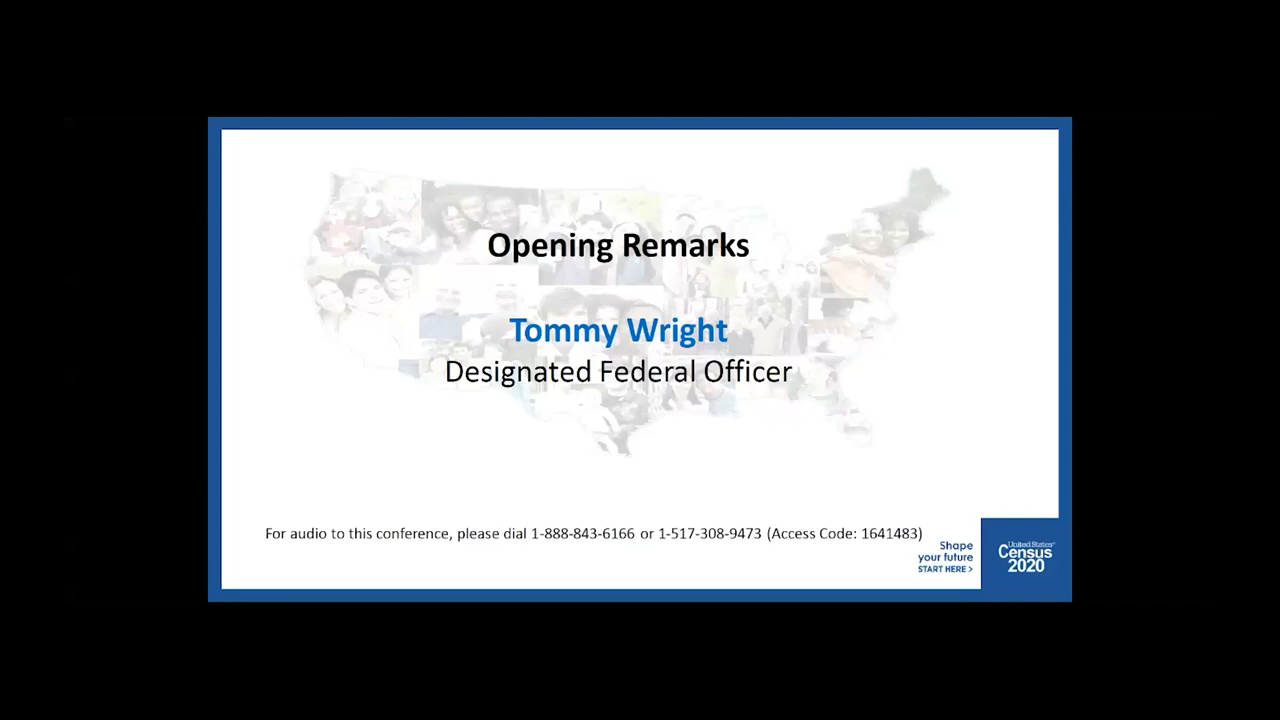 Opening Remarks
Tommy Wright
Designated Federal Officer
For audio to this conference, please dial 1-888-843-6166 or 1-517-308-9473 (Access Code: 1641483)
Shape
your future
START HERE >
United States®
Census
2020